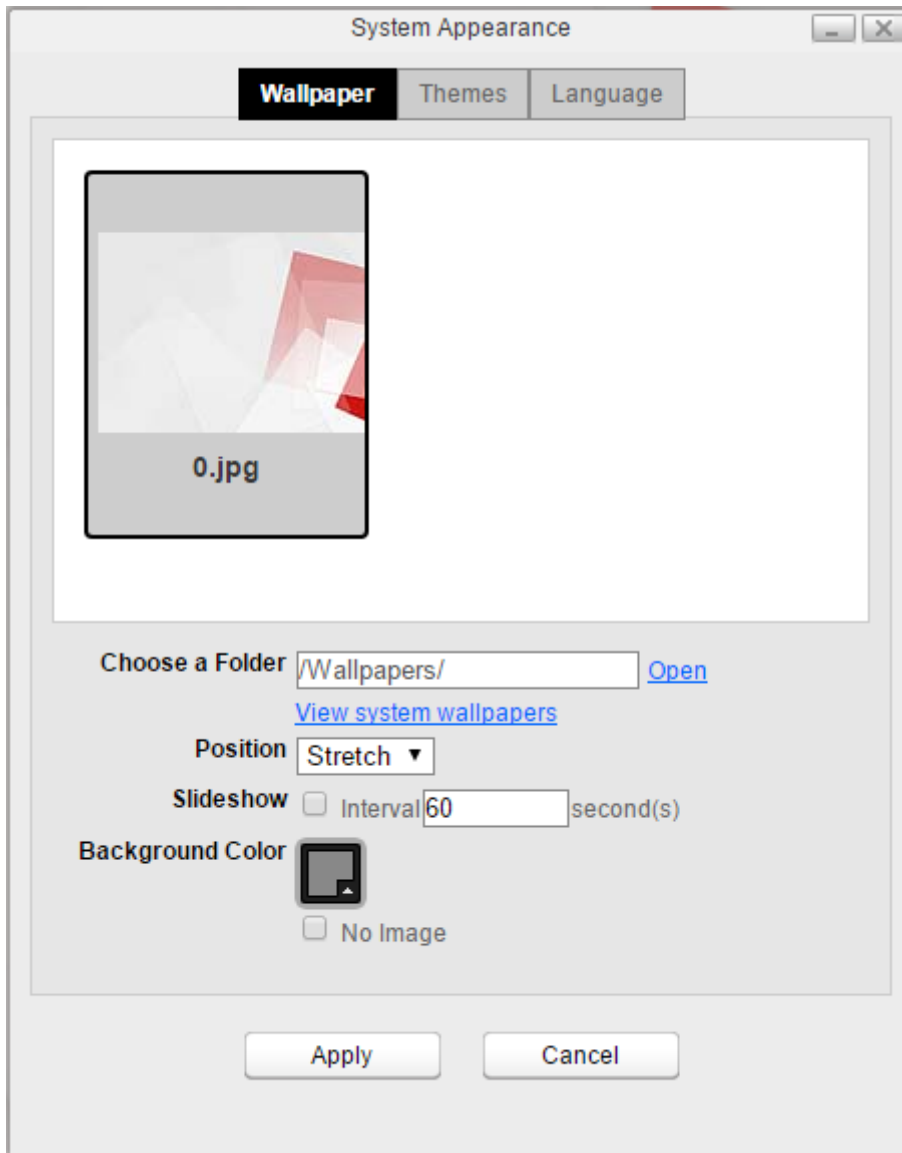 System Appearance
Wallpaper Themes Language
0.jpg
Choose a Folder /Wallpapers/ Open
View system wallpapers
Position Stretch
Slideshow Interval 60 second(s)
Background Color
No Image
Apply Cancel